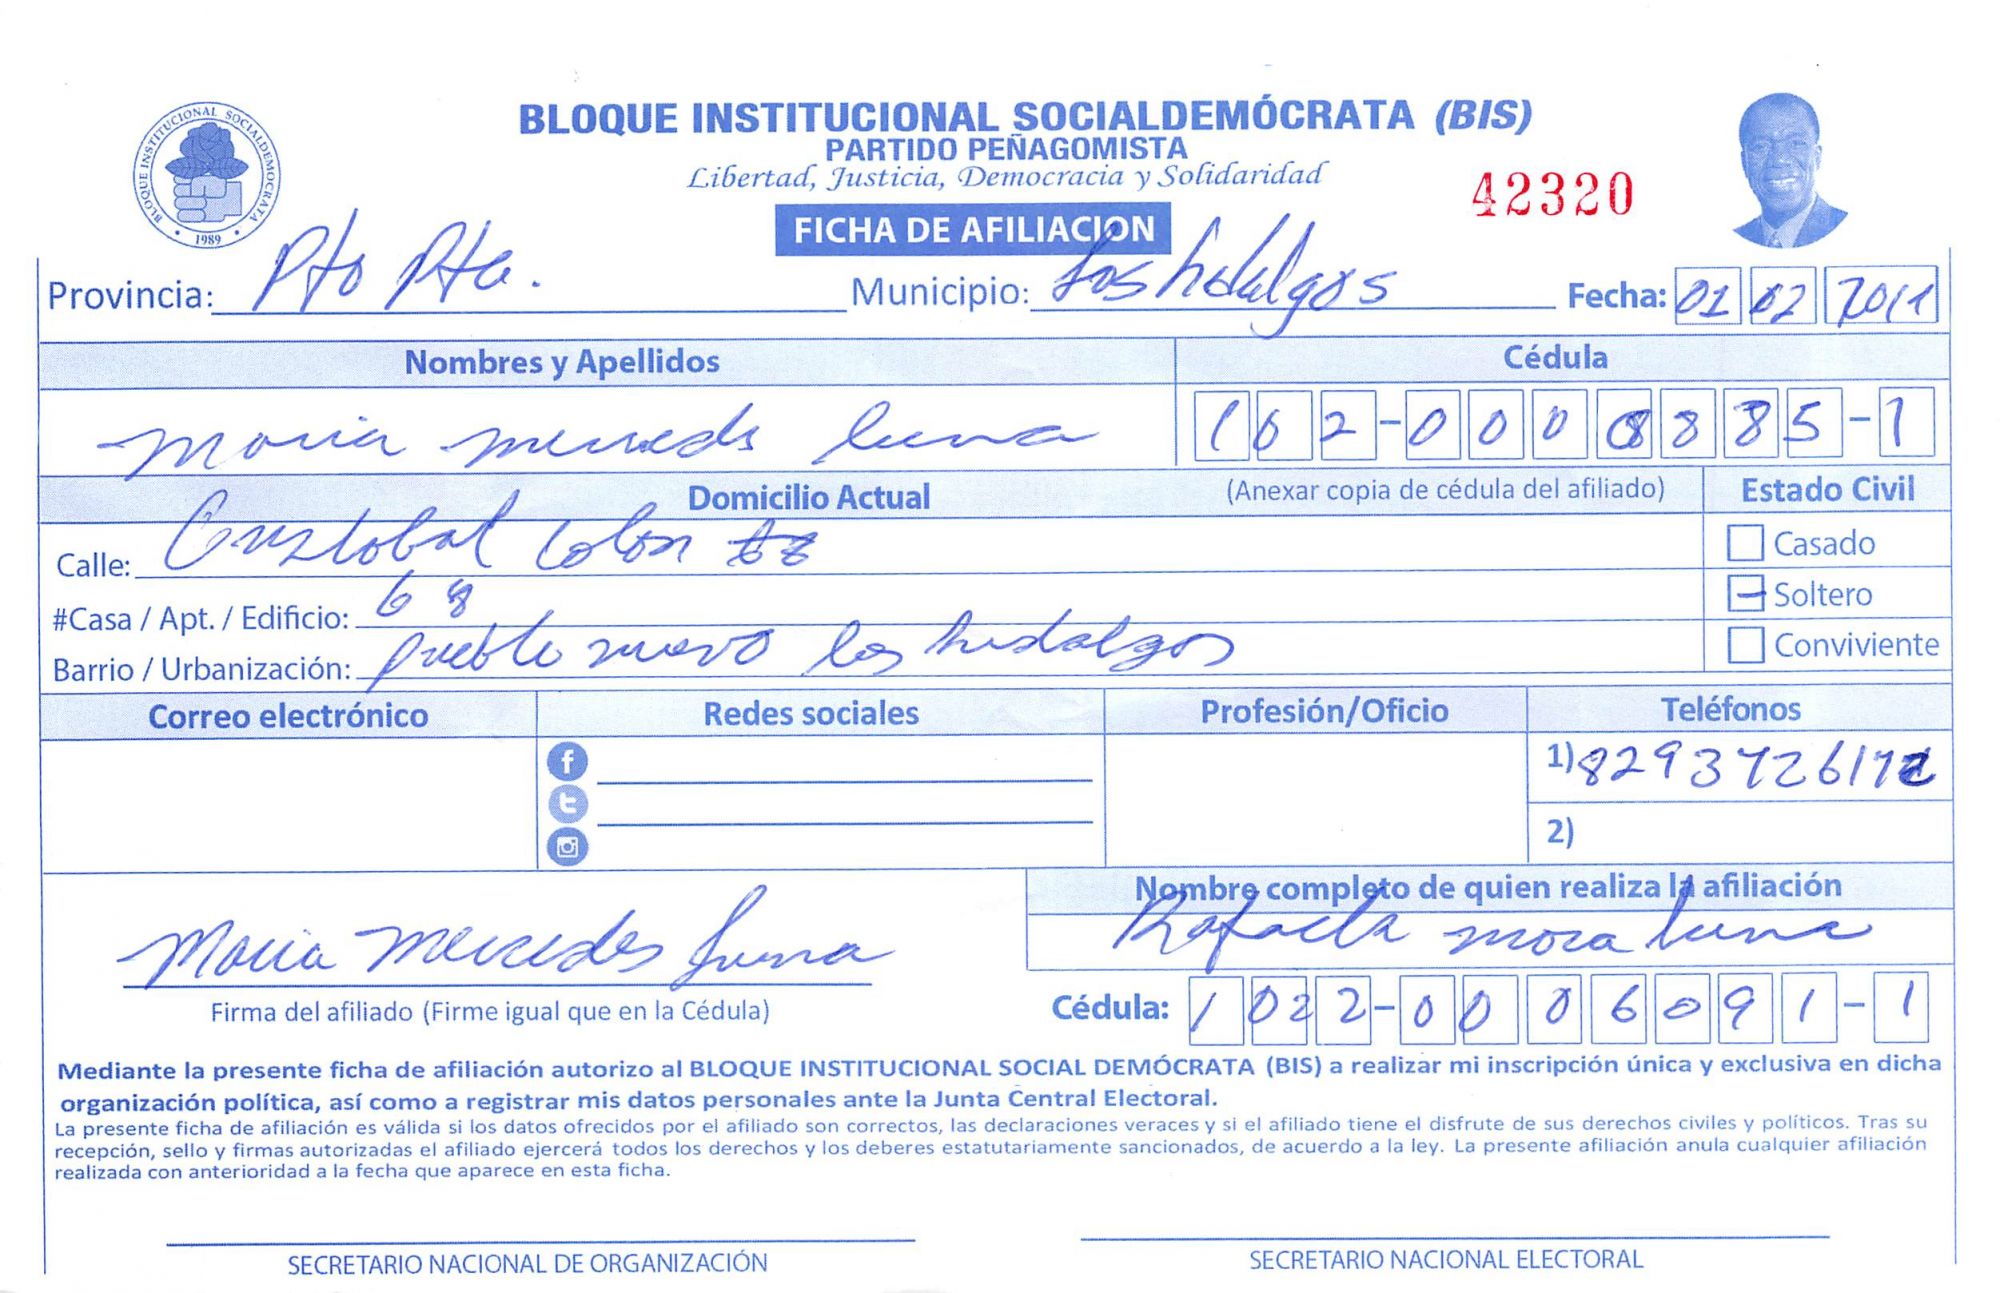 BLOQUE INSTITUCIONAL SOCIALDEMÓCRATA (BIS)
PARTIDO PEÑAGOMISTA
Libertad, Justicia, Democracia y Solidaridad
42320
BLOQUE INSTITUCIONAL SOCIALDEMOCRATA
1989
FICHA DE AFILIACION
Provincia: Pto Pta. Municipio: Los hidalgos Fecha: 01 02 2011
Nombres y Apellidos Cédula
Maria mercedes luna 162-0008885-1
Domicilio Actual (Anexar copia de cédula del afiliado) Estado Civil
Calle: Cristobal Colon 68 Casado
#Casa / Apt. / Edificio: 68 Soltero
Barrio / Urbanización: pueblo nuevo los hidalgos Conviviente
Correo electrónico Redes sociales Profesión/Oficio Teléfonos
1) 829372617
2)
Nombre completo de quien realiza la afiliación
Maria Mercedes Luna Rafaela mora luna
Firma del afiliado (Firme igual que en la Cédula) Cédula: 1022-0006091-1
Mediante la presente ficha de afiliación autorizo al BLOQUE INSTITUCIONAL SOCIAL DEMÓCRATA (BIS) a realizar mi inscripción única y exclusiva en dicha
organización política, así como a registrar mis datos personales ante la Junta Central Electoral.
La presente ficha de afiliación es válida si los datos ofrecidos por el afiliado son correctos, las declaraciones veraces y si el afiliado tiene el disfrute de sus derechos civiles y políticos. Tras su
recepción, sello y firmas autorizadas el afiliado ejercerá todos los derechos y los deberes estatutariamente sancionados, de acuerdo a la ley. La presente afiliación anula cualquier afiliación
realizada con anterioridad a la fecha que aparece en esta ficha.
SECRETARIO NACIONAL DE ORGANIZACIÓN SECRETARIO NACIONAL ELECTORAL